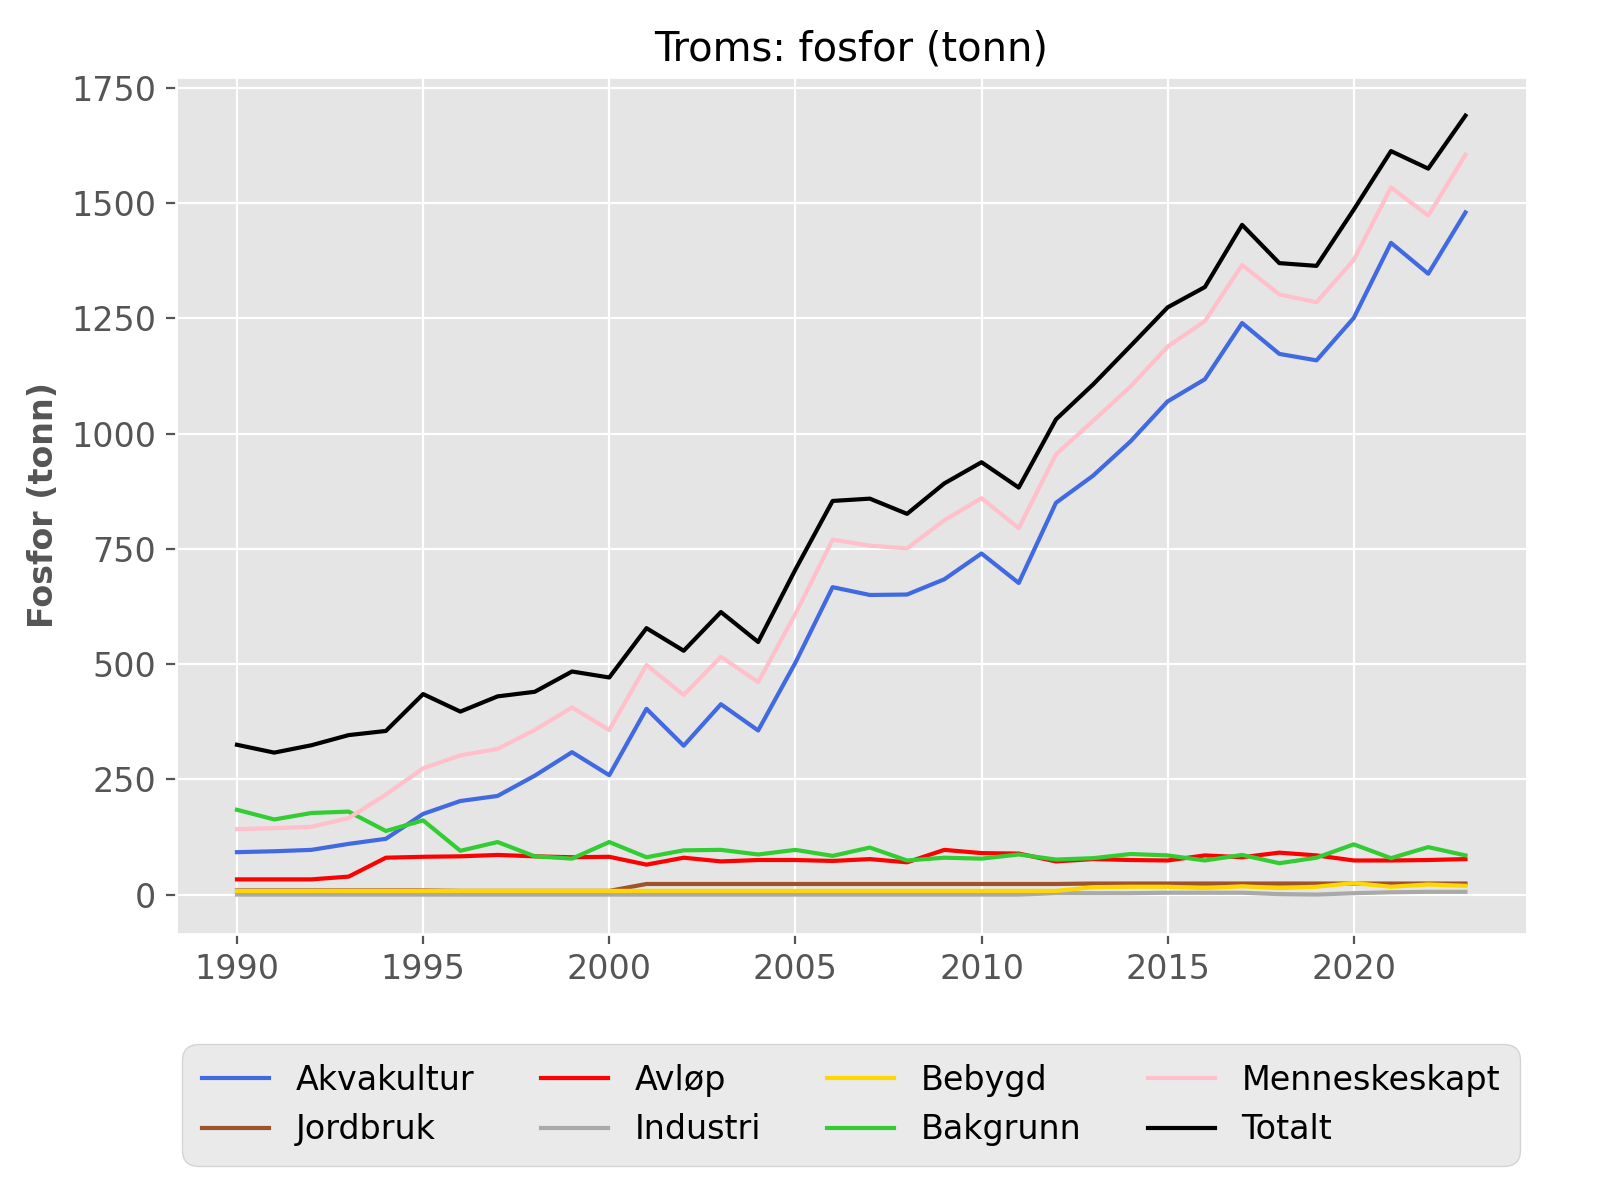 Troms: fosfor (tonn)
1750
1500
1250
1000
750
500
250
0
Fosfor (tonn)
1990 1995 2000 2005 2010 2015 2020
Akvakultur Avløp Bebygd Menneskeskapt
Jordbruk Industri Bakgrunn Totalt